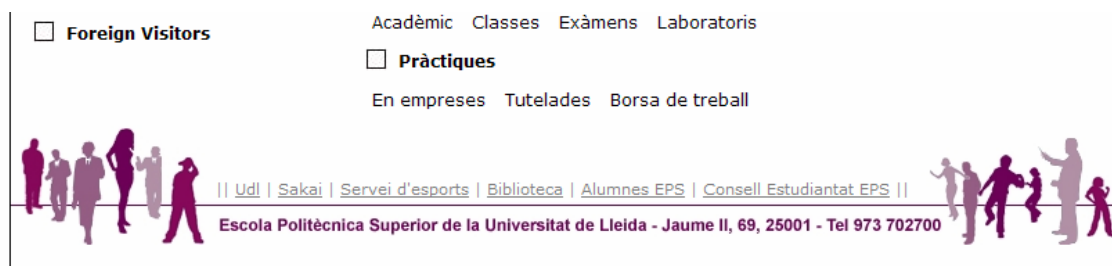 Acadèmic Classes Exàmens Laboratoris
Foreign Visitors
Pràctiques
En empreses Tutelades Borsa de treball
|| Udl | Sakai | Servei d'esports | Biblioteca | Alumnes EPS | Consell Estudiantat EPS ||
Escola Politècnica Superior de la Universitat de Lleida - Jaume II, 69, 25001 - Tel 973 702700